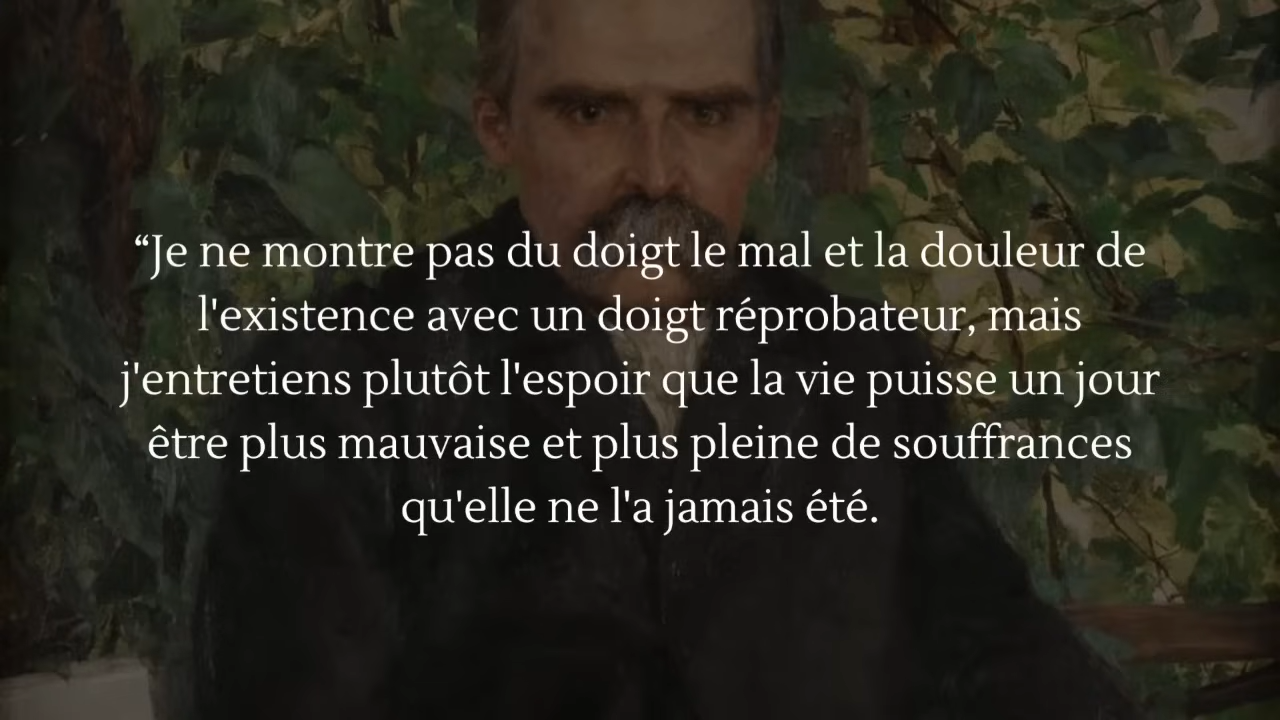 “Je ne montre pas du doigt le mal et la douleur de
l'existence avec un doigt réprobateur, mais
j'entretiens plutôt l'espoir que la vie puisse un jour
être plus mauvaise et plus pleine de souffrances
qu'elle ne l'a jamais été.